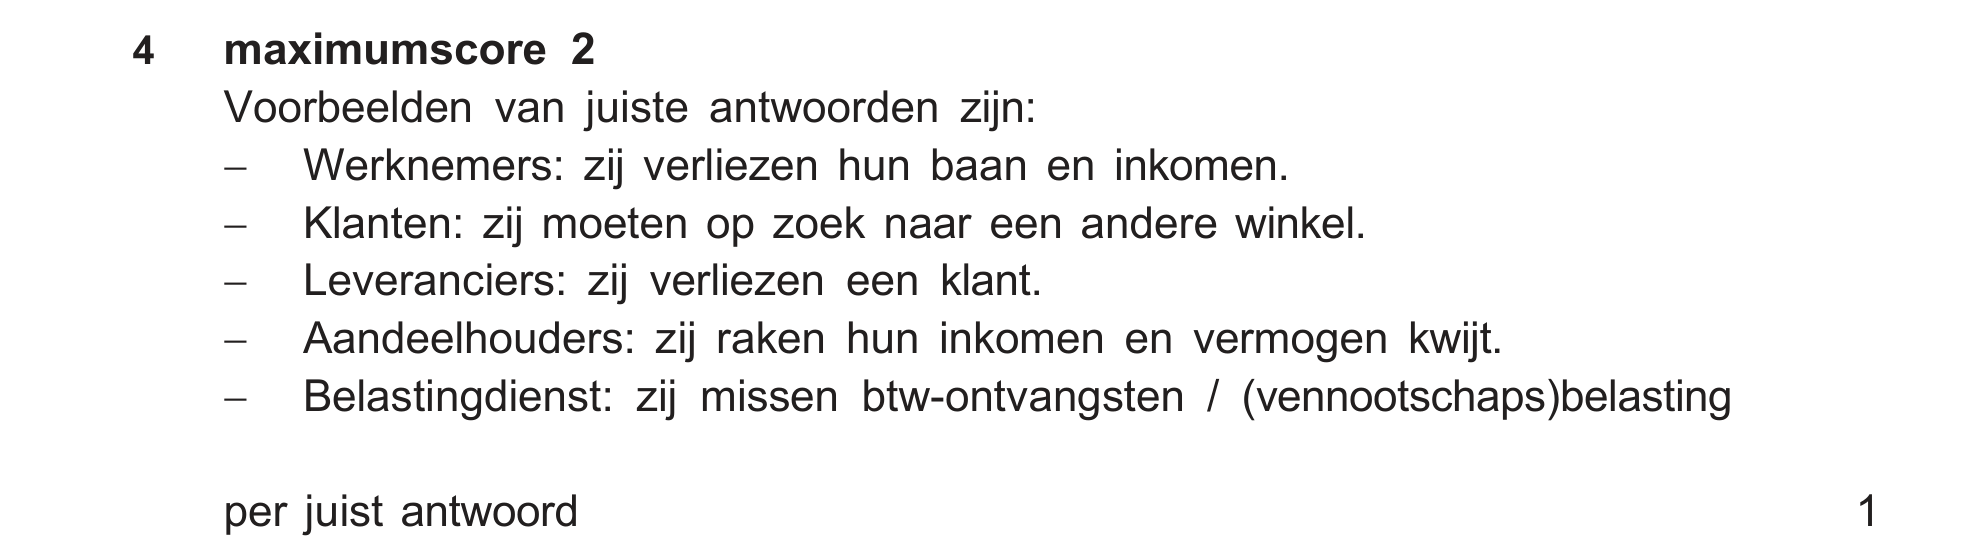 4 maximumscore 2
Voorbeelden van juiste antwoorden zijn:
− Werknemers: zij verliezen hun baan en inkomen.
− Klanten: zij moeten op zoek naar een andere winkel.
− Leveranciers: zij verliezen een klant.
− Aandeelhouders: zij raken hun inkomen en vermogen kwijt.
− Belastingdienst: zij missen btw-ontvangsten / (vennootschaps)belasting
per juist antwoord 1